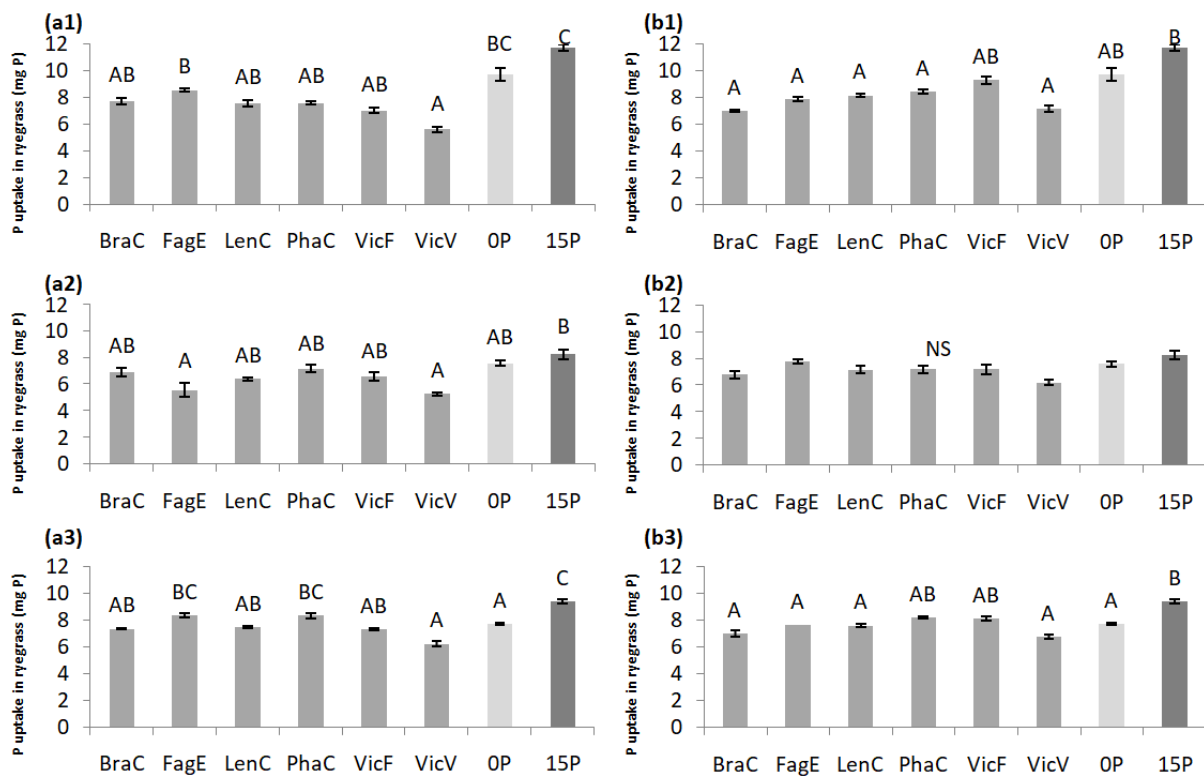 (a1)
P uptake in ryegrass (mg P)
12
10
8
6
4
2
0
AB B AB AB AB A BC C
BraC FagE LenC PhaC VicF VicV 0P 15P
(b1)
P uptake in ryegrass (mg P)
12
10
8
6
4
2
0
A A A A AB A AB B
BraC FagE LenC PhaC VicF VicV 0P 15P
(a2)
P uptake in ryegrass (mg P)
12
10
8
6
4
2
0
AB A AB AB AB A AB B
BraC FagE LenC PhaC VicF VicV 0P 15P
(b2)
P uptake in ryegrass (mg P)
12
10
8
6
4
2
0
NS
BraC FagE LenC PhaC VicF VicV 0P 15P
(a3)
P uptake in ryegrass (mg P)
12
10
8
6
4
2
0
AB BC AB BC AB A A C
BraC FagE LenC PhaC VicF VicV 0P 15P
(b3)
P uptake in ryegrass (mg P)
12
10
8
6
4
2
0
A A A AB AB A A B
BraC FagE LenC PhaC VicF VicV 0P 15P